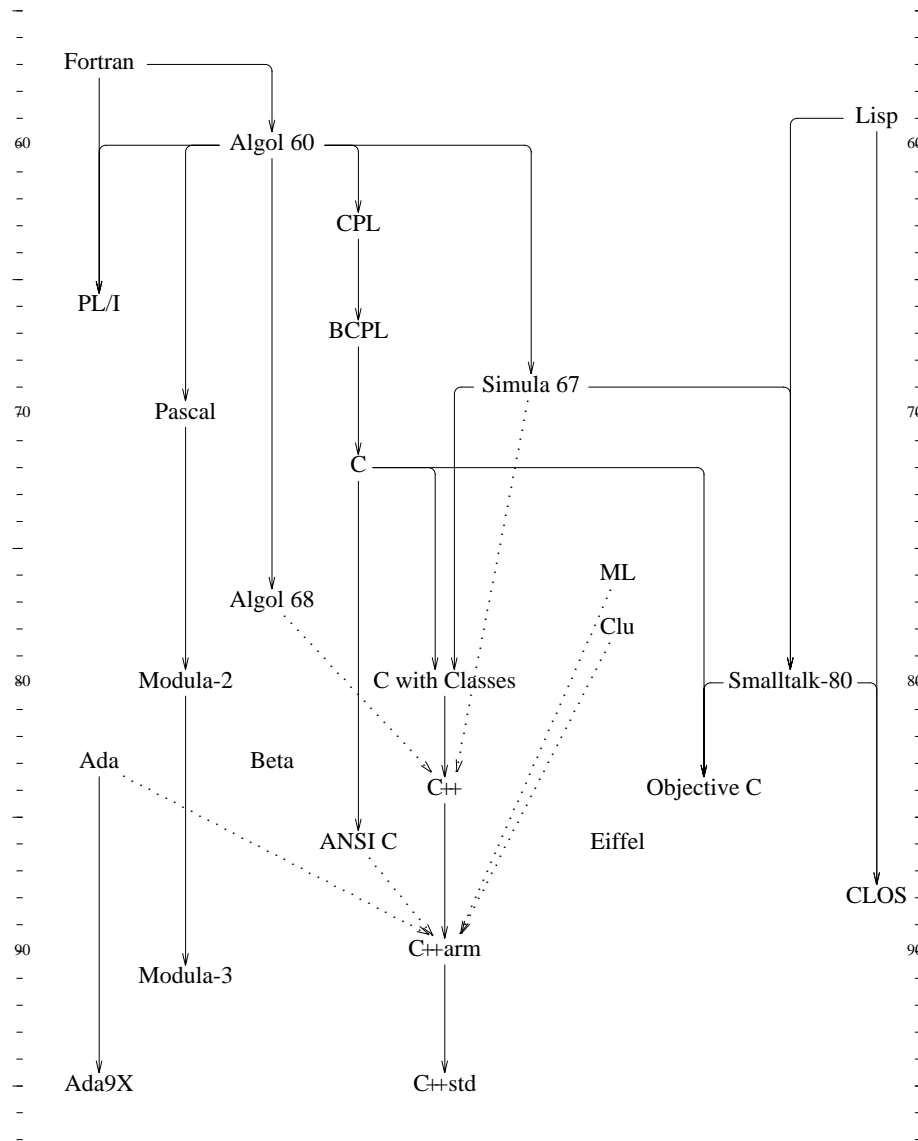 Fortran
Lisp
60 Algol 60 60
CPL
PL/I
BCPL
Simula 67
70 Pascal 70
C
ML
Algol 68
Clu
80 Modula-2 C with Classes Smalltalk-80 80
Ada Beta
C++ Objective C
ANSI C Eiffel
CLOS
90 C++arm 90
Modula-3
Ada9X C++std